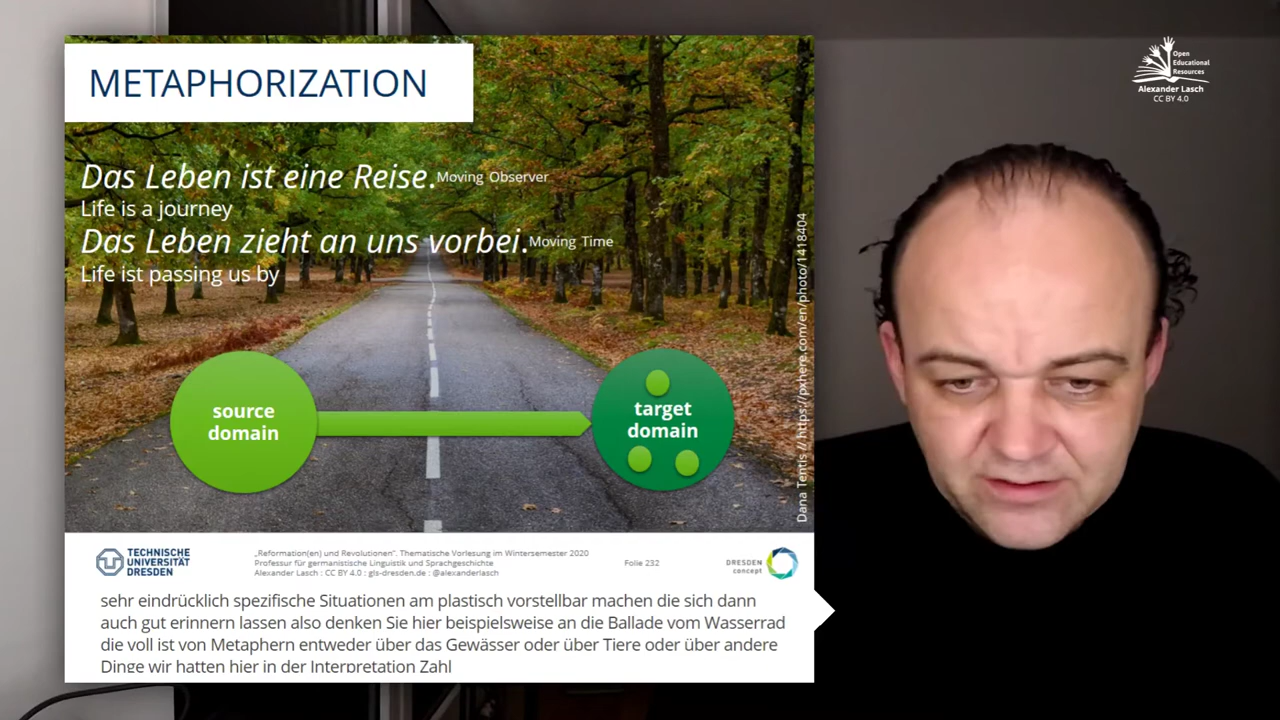 METAPHORIZATION
Das Leben ist eine Reise. Moving Observer
Life is a journey
Das Leben zieht an uns vorbei. Moving Time
Life ist passing us by
source
domain
target
domain
Dana Tentis // https://pxhere.com/en/photo/1418404
TECHNISCHE
UNIVERSITÄT
DRESDEN
„Reformation(en) und Revolutionen“. Thematische Vorlesung im Wintersemester 2020
Professur für germanistische Linguistik und Sprachgeschichte
Alexander Lasch : CC BY 4.0 : gls-dresden.de : @alexanderlasch
Folie 232
DRESDEN
concept
sehr eindrücklich spezifische Situationen am plastisch vorstellbar machen die sich dann
auch gut erinnern lassen also denken Sie hier beispielsweise an die Ballade vom Wasserrad
die voll ist von Metaphern entweder über das Gewässer oder über Tiere oder über andere
Dinge wir hatten hier in der Interpretation Zahl
Open
Educational
Resources
Alexander Lasch
CC BY 4.0